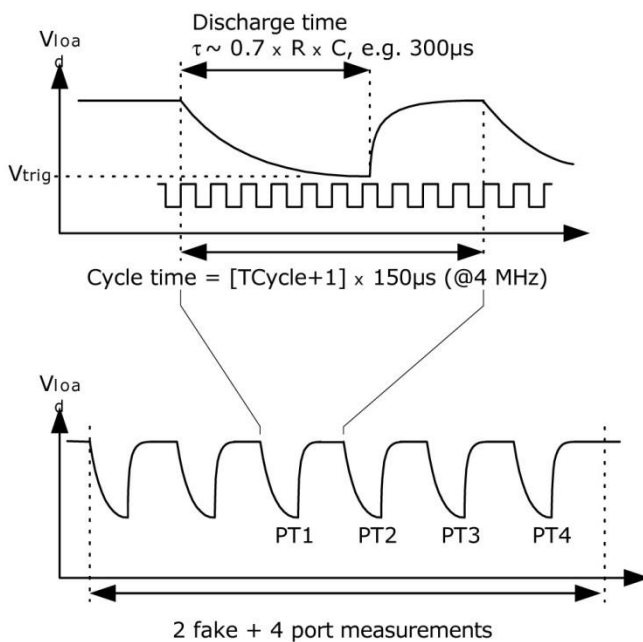 Discharge time
τ ~ 0.7 x R x C, e.g. 300µs
Vloa
d
Vtrig
Cycle time = [TCycle+1] x 150µs (@4 MHz)
Vloa
d
PT1 PT2 PT3 PT4
2 fake + 4 port measurements